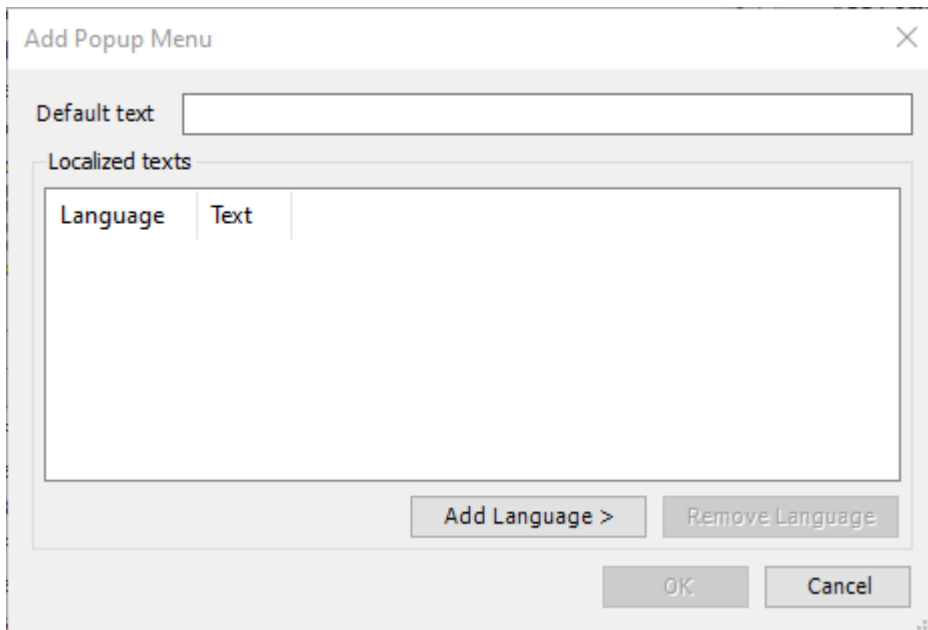 Add Popup Menu
Default text
Localized texts
Language Text
Add Language > Remove Language
OK Cancel